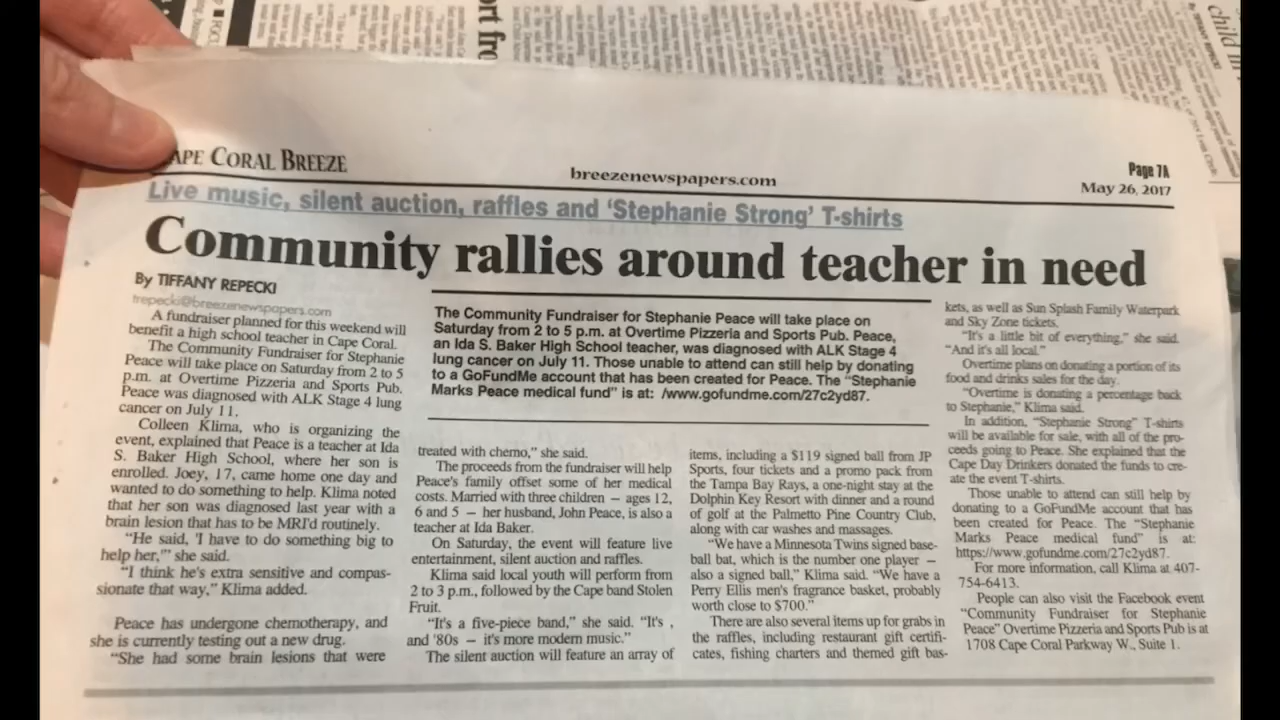 APE CORAL BREEZE
breezenewspapers.com
Page 7A
May 26, 2017
Live music, silent auction, raffles and 'Stephanie Strong' T-shirts
Community rallies around teacher in need
By TIFFANY REPECKI
trepecki@breezenewspapers.com
A fundraiser planned for this weekend will
benefit a high school teacher in Cape Coral.
The Community Fundraiser for Stephanie
Peace will take place on Saturday from 2 to 5
p.m. at Overtime Pizzeria and Sports Pub.
Peace was diagnosed with ALK Stage 4 lung
cancer on July 11.
Colleen Klima, who is organizing the
event, explained that Peace is a teacher at Ida
S. Baker High School, where her son is
enrolled. Joey, 17, came home one day and
wanted to do something to help. Klima noted
that her son was diagnosed last year with a
brain lesion that has to be MRI'd routinely.
"He said, 'I have to do something big to
help her,'" she said.
"I think he's extra sensitive and compas-
sionate that way," Klima added.
Peace has undergone chemotherapy, and
she is currently testing out a new drug.
"She had some brain lesions that were
The Community Fundraiser for Stephanie Peace will take place on
Saturday from 2 to 5 p.m. at Overtime Pizzeria and Sports Pub. Peace,
an Ida S. Baker High School teacher, was diagnosed with ALK Stage 4
lung cancer on July 11. Those unable to attend can still help by donating
to a GoFundMe account that has been created for Peace. The "Stephanie
Marks Peace medical fund" is at: /www.gofundme.com/27c2yd87.
treated with chemo," she said.
The proceeds from the fundraiser will help
Peace's family offset some of her medical
costs. Married with three children — ages 12,
6 and 5 — her husband, John Peace, is also a
teacher at Ida Baker.
On Saturday, the event will feature live
entertainment, silent auction and raffles.
Klima said local youth will perform from
2 to 3 p.m., followed by the Cape band Stolen
Fruit.
"It's a five-piece band," she said. "It's ,
and '80s — it's more modern music."
The silent auction will feature an array of
items, including a $119 signed ball from JP
Sports, four tickets and a promo pack from
the Tampa Bay Rays, a one-night stay at the
Dolphin Key Resort with dinner and a round
of golf at the Palmetto Pine Country Club,
along with car washes and massages.
"We have a Minnesota Twins signed base-
ball bat, which is the number one player —
also a signed ball," Klima said. "We have a
Perry Ellis men's fragrance basket, probably
worth close to $700."
There are also several items up for grabs in
the raffles, including restaurant gift certifi-
cates, fishing charters and themed gift bas-
kets, as well as Sun Splash Family Waterpark
and Sky Zone tickets.
"It's a little bit of everything," she said.
"And it's all local."
Overtime plans on donating a portion of its
food and drinks sales for the day.
"Overtime is donating a percentage back
to Stephanie," Klima said.
In addition, "Stephanie Strong" T-shirts
will be available for sale, with all of the pro-
ceeds going to Peace. She explained that the
Cape Day Drinkers donated the funds to cre-
ate the event T-shirts.
Those unable to attend can still help by
donating to a GoFundMe account that has
been created for Peace. The "Stephanie
Marks Peace medical fund" is at:
https://www.gofundme.com/27c2yd87.
For more information, call Klima at 407-
754-6413.
People can also visit the Facebook event
"Community Fundraiser for Stephanie
Peace" Overtime Pizzeria and Sports Pub is at
1708 Cape Coral Parkway W., Suite 1.
ort fro
child in